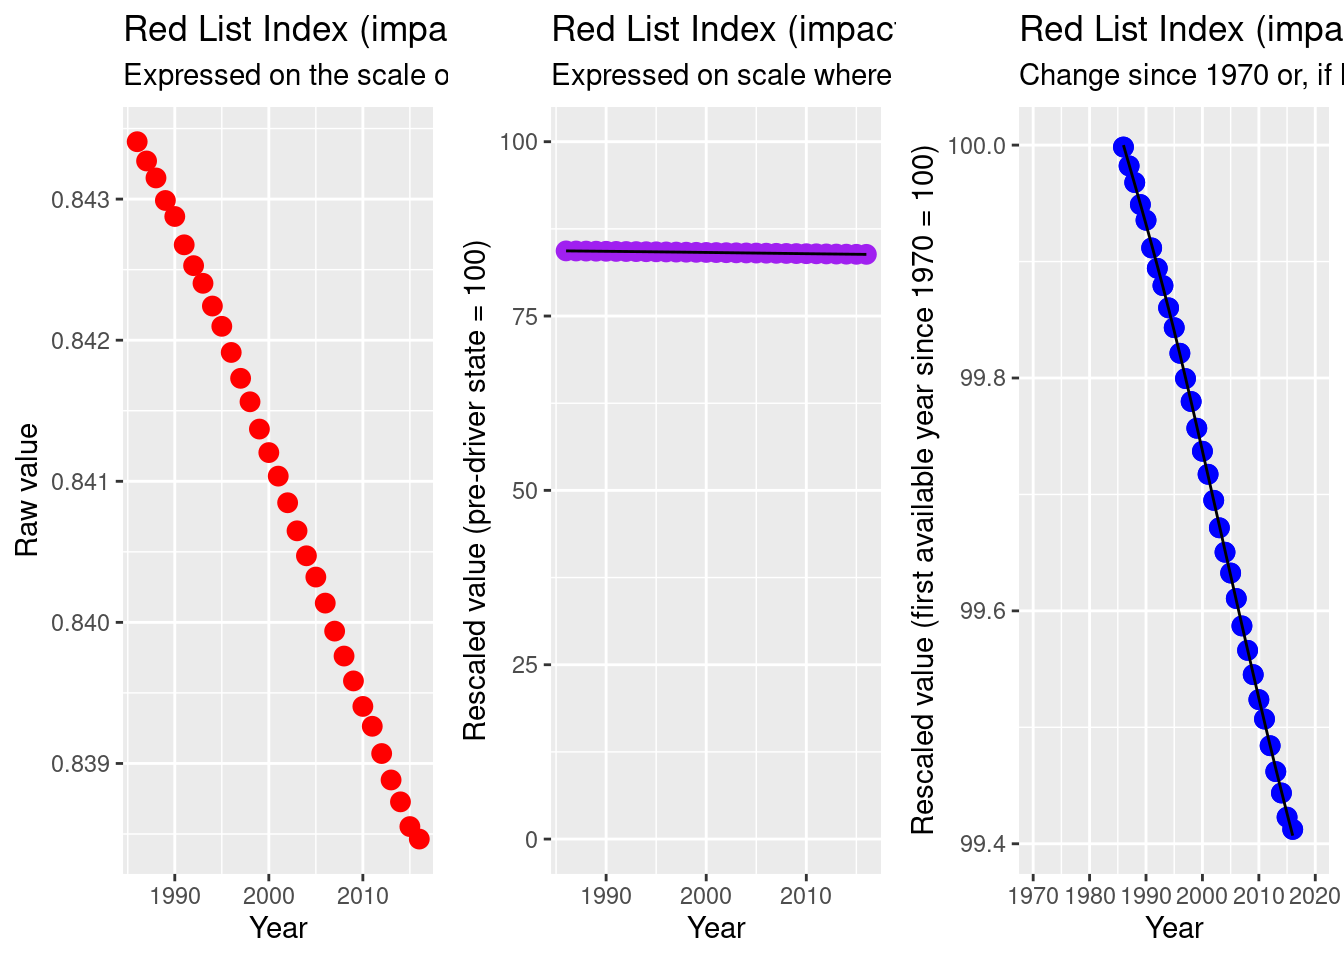 Red List Index (impa
Expressed on the scale o
Raw value
0.843
0.842
0.841
0.840
0.839
1990 2000 2010
Year
Red List Index (impact
Expressed on scale where
Rescaled value (pre-driver state = 100)
100
75
50
25
0
1990 2000 2010
Year
Red List Index (impa
Change since 1970 or, if
Rescaled value (first available year since 1970 = 100)
100.0
99.8
99.6
99.4
1970 1980 1990 2000 2010 2020
Year